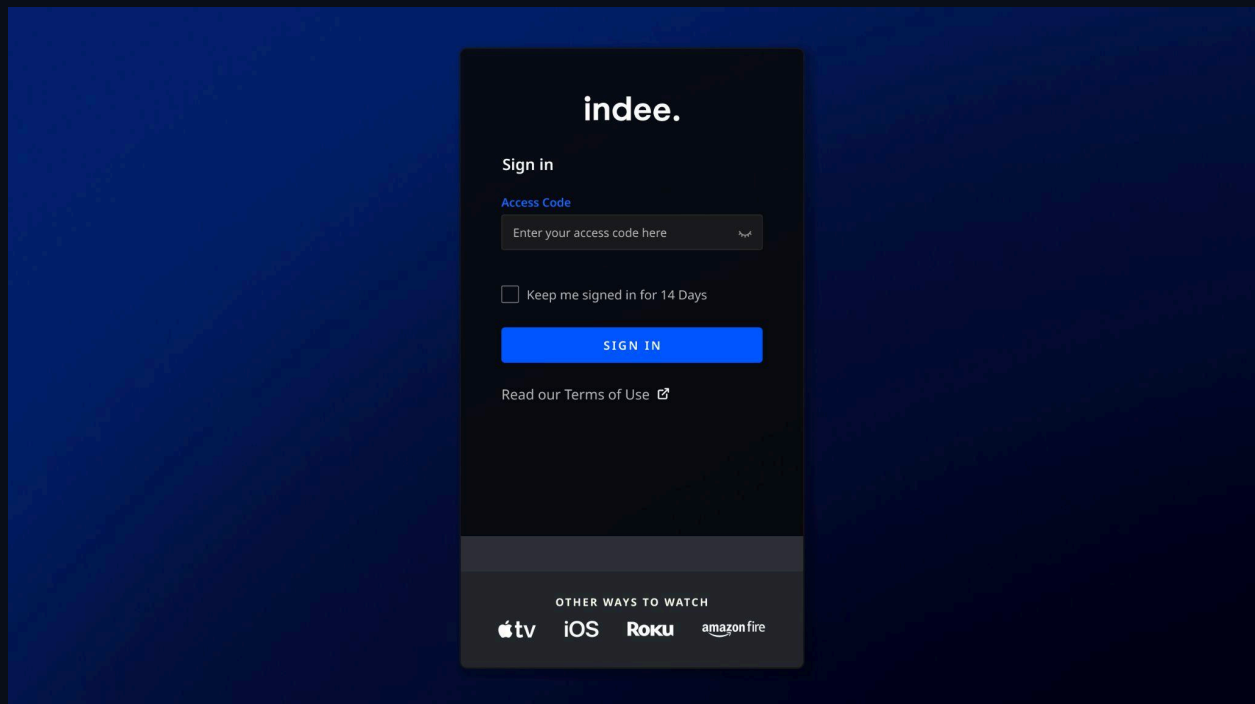 indee.
Sign in
Access Code
Enter your access code here
Keep me signed in for 14 Days
SIGN IN
Read our Terms of Use
OTHER WAYS TO WATCH
tv iOS Roku amazon fire